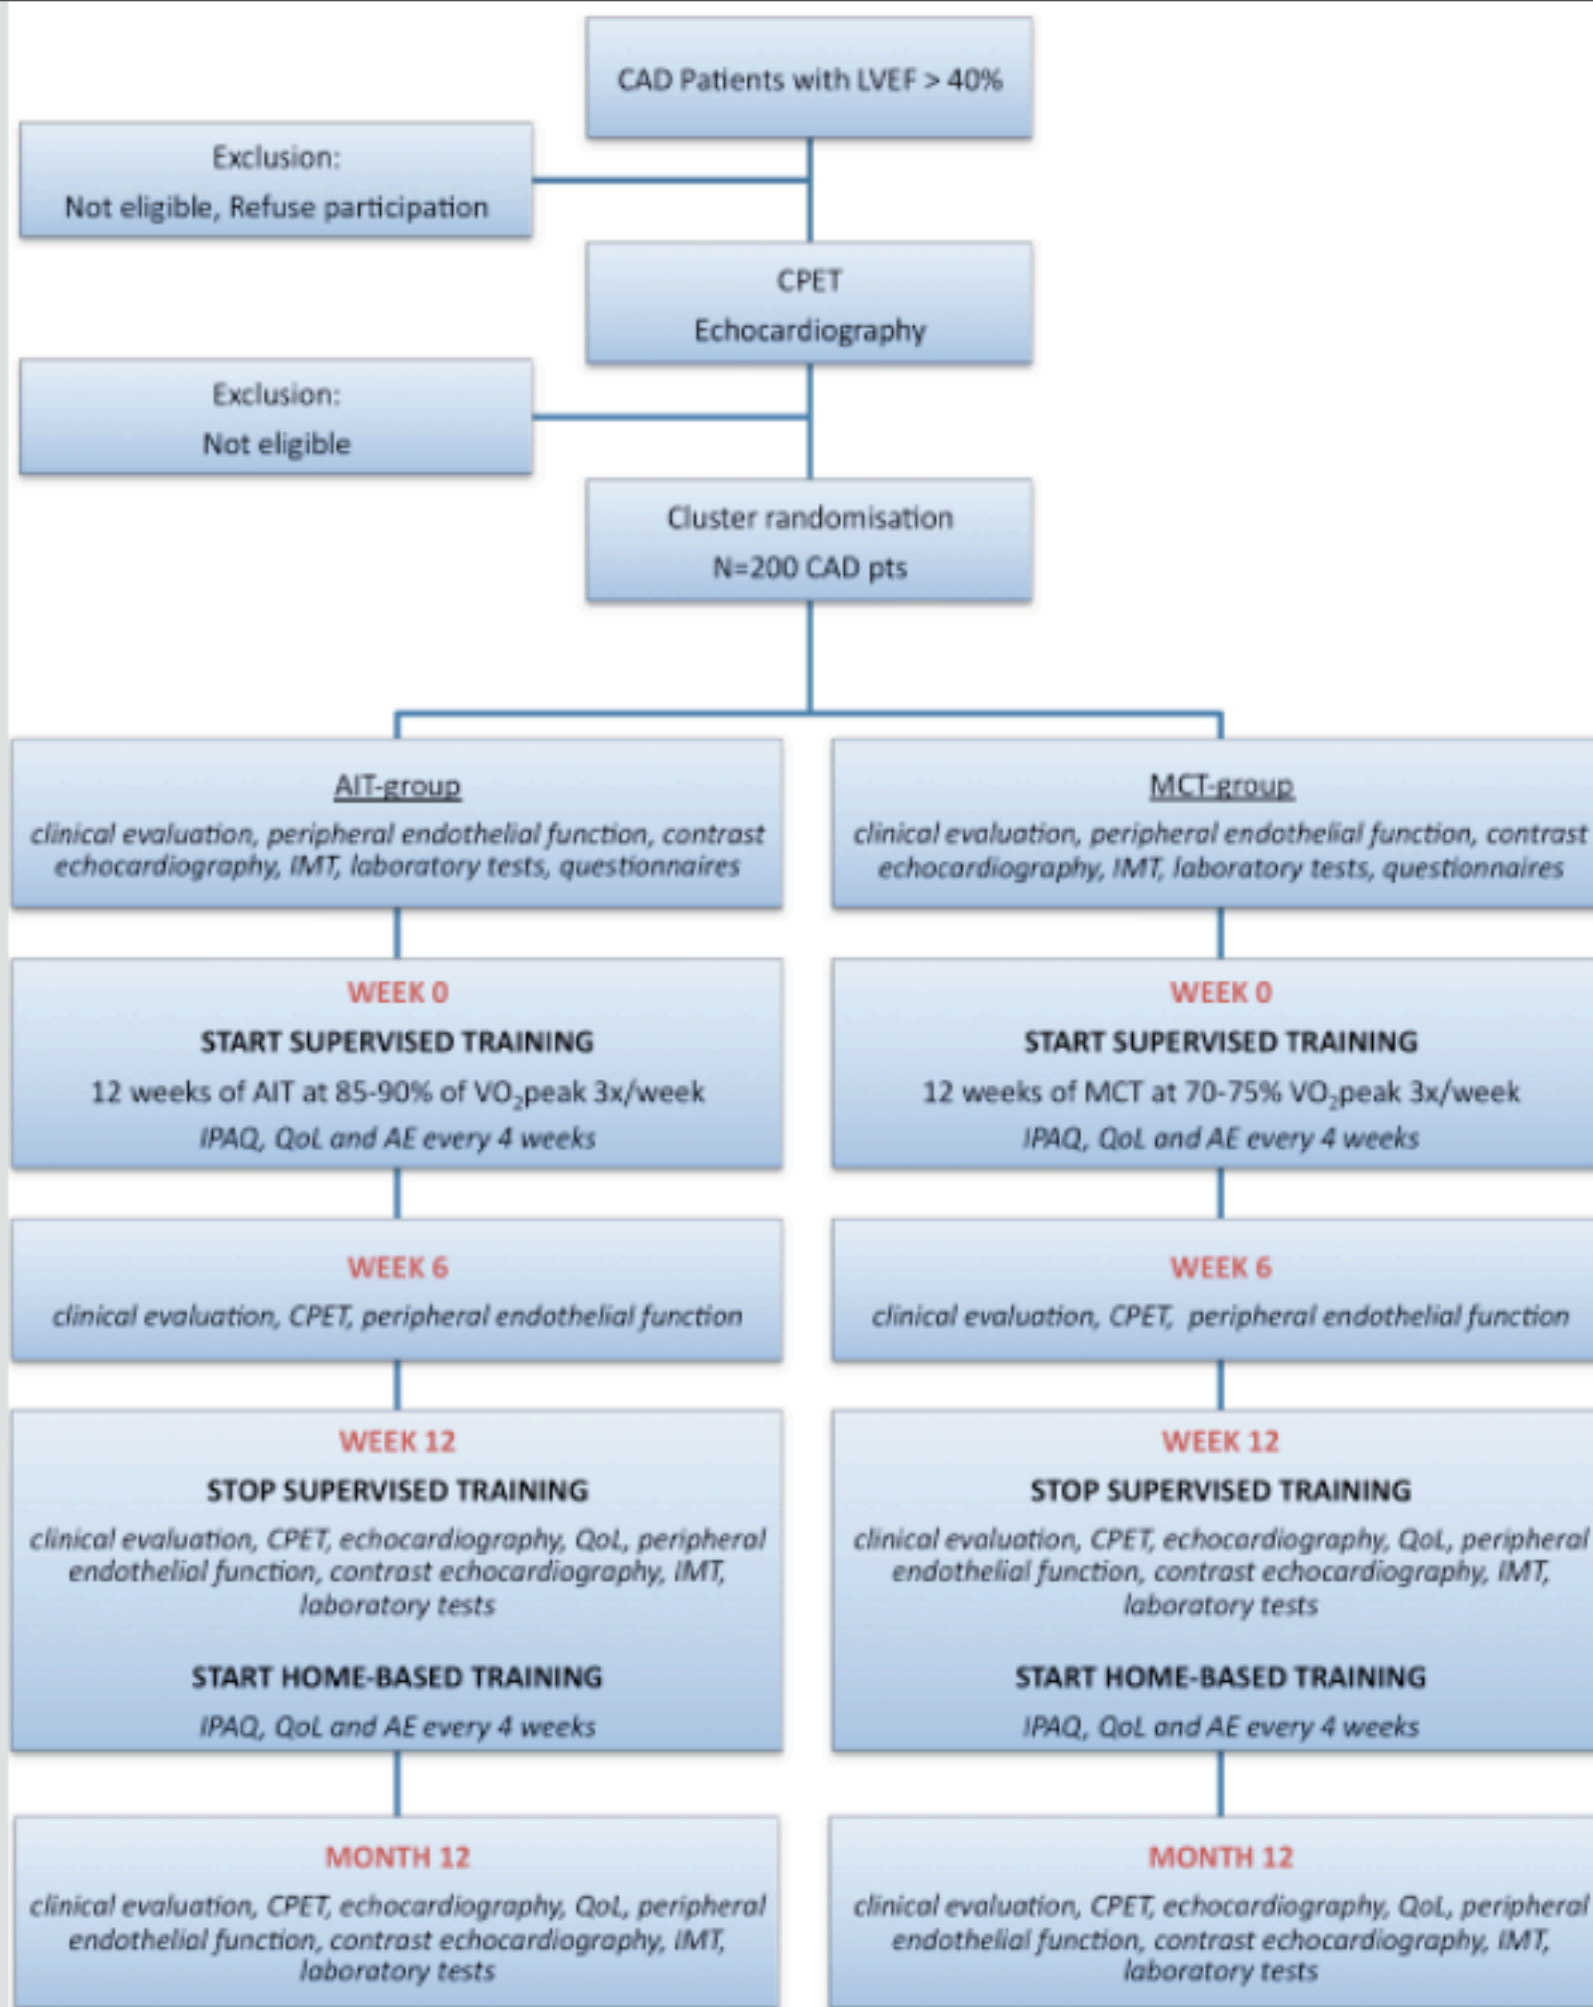 CAD Patients with LVEF > 40%
Exclusion:
Not eligible, Refuse participation
CPET
Echocardiography
Exclusion:
Not eligible
Cluster randomisation
N=200 CAD pts
AIT-group
clinical evaluation, peripheral endothelial function, contrast
echocardiography, IMT, laboratory tests, questionnaires
MCT-group
clinical evaluation, peripheral endothelial function, contrast
echocardiography, IMT, laboratory tests, questionnaires
WEEK 0
START SUPERVISED TRAINING
12 weeks of AIT at 85-90% of VO₂peak 3x/week
IPAQ, QoL and AE every 4 weeks
WEEK 0
START SUPERVISED TRAINING
12 weeks of MCT at 70-75% VO₂peak 3x/week
IPAQ, QoL and AE every 4 weeks
WEEK 6
clinical evaluation, CPET, peripheral endothelial function
WEEK 6
clinical evaluation, CPET, peripheral endothelial function
WEEK 12
STOP SUPERVISED TRAINING
clinical evaluation, CPET, echocardiography, QoL, peripheral
endothelial function, contrast echocardiography, IMT,
laboratory tests
START HOME-BASED TRAINING
IPAQ, QoL and AE every 4 weeks
WEEK 12
STOP SUPERVISED TRAINING
clinical evaluation, CPET, echocardiography, QoL, peripheral
endothelial function, contrast echocardiography, IMT,
laboratory tests
START HOME-BASED TRAINING
IPAQ, QoL and AE every 4 weeks
MONTH 12
clinical evaluation, CPET, echocardiography, QoL, peripheral
endothelial function, contrast echocardiography, IMT,
laboratory tests
MONTH 12
clinical evaluation, CPET, echocardiography, QoL, peripheral
endothelial function, contrast echocardiography, IMT,
laboratory tests